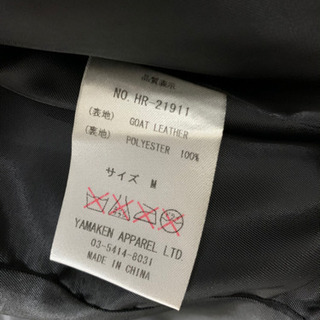 品質表示
NO. HR-21911
(表地) GOAT LEATHER
(裏地) POLYESTER 100%
サイズ M
YAMAKEN APPAREL LTD.
03-5414-8031
MADE IN CHINA